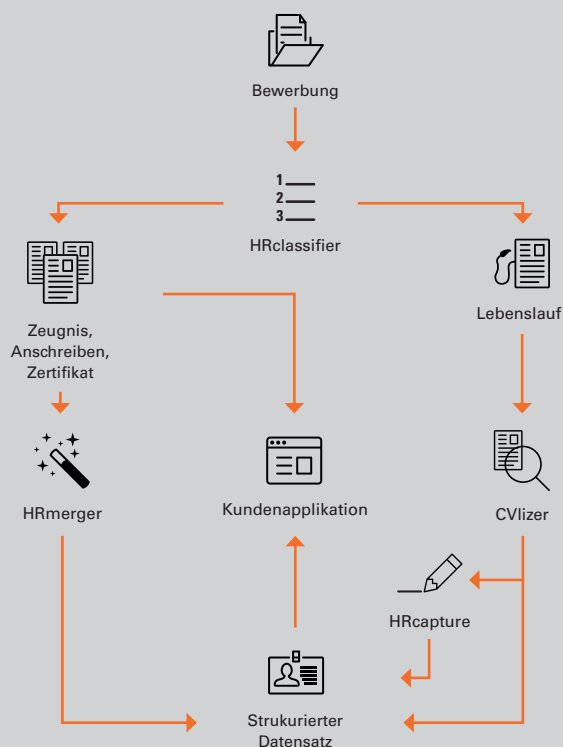 Bewerbung
1
2
3
HRclassifier
Zeugnis,
Anschreiben,
Zertifikat
Lebenslauf
HRmerger
Kundenapplikation
CVlizer
HRcapture
Strukurierter
Datensatz